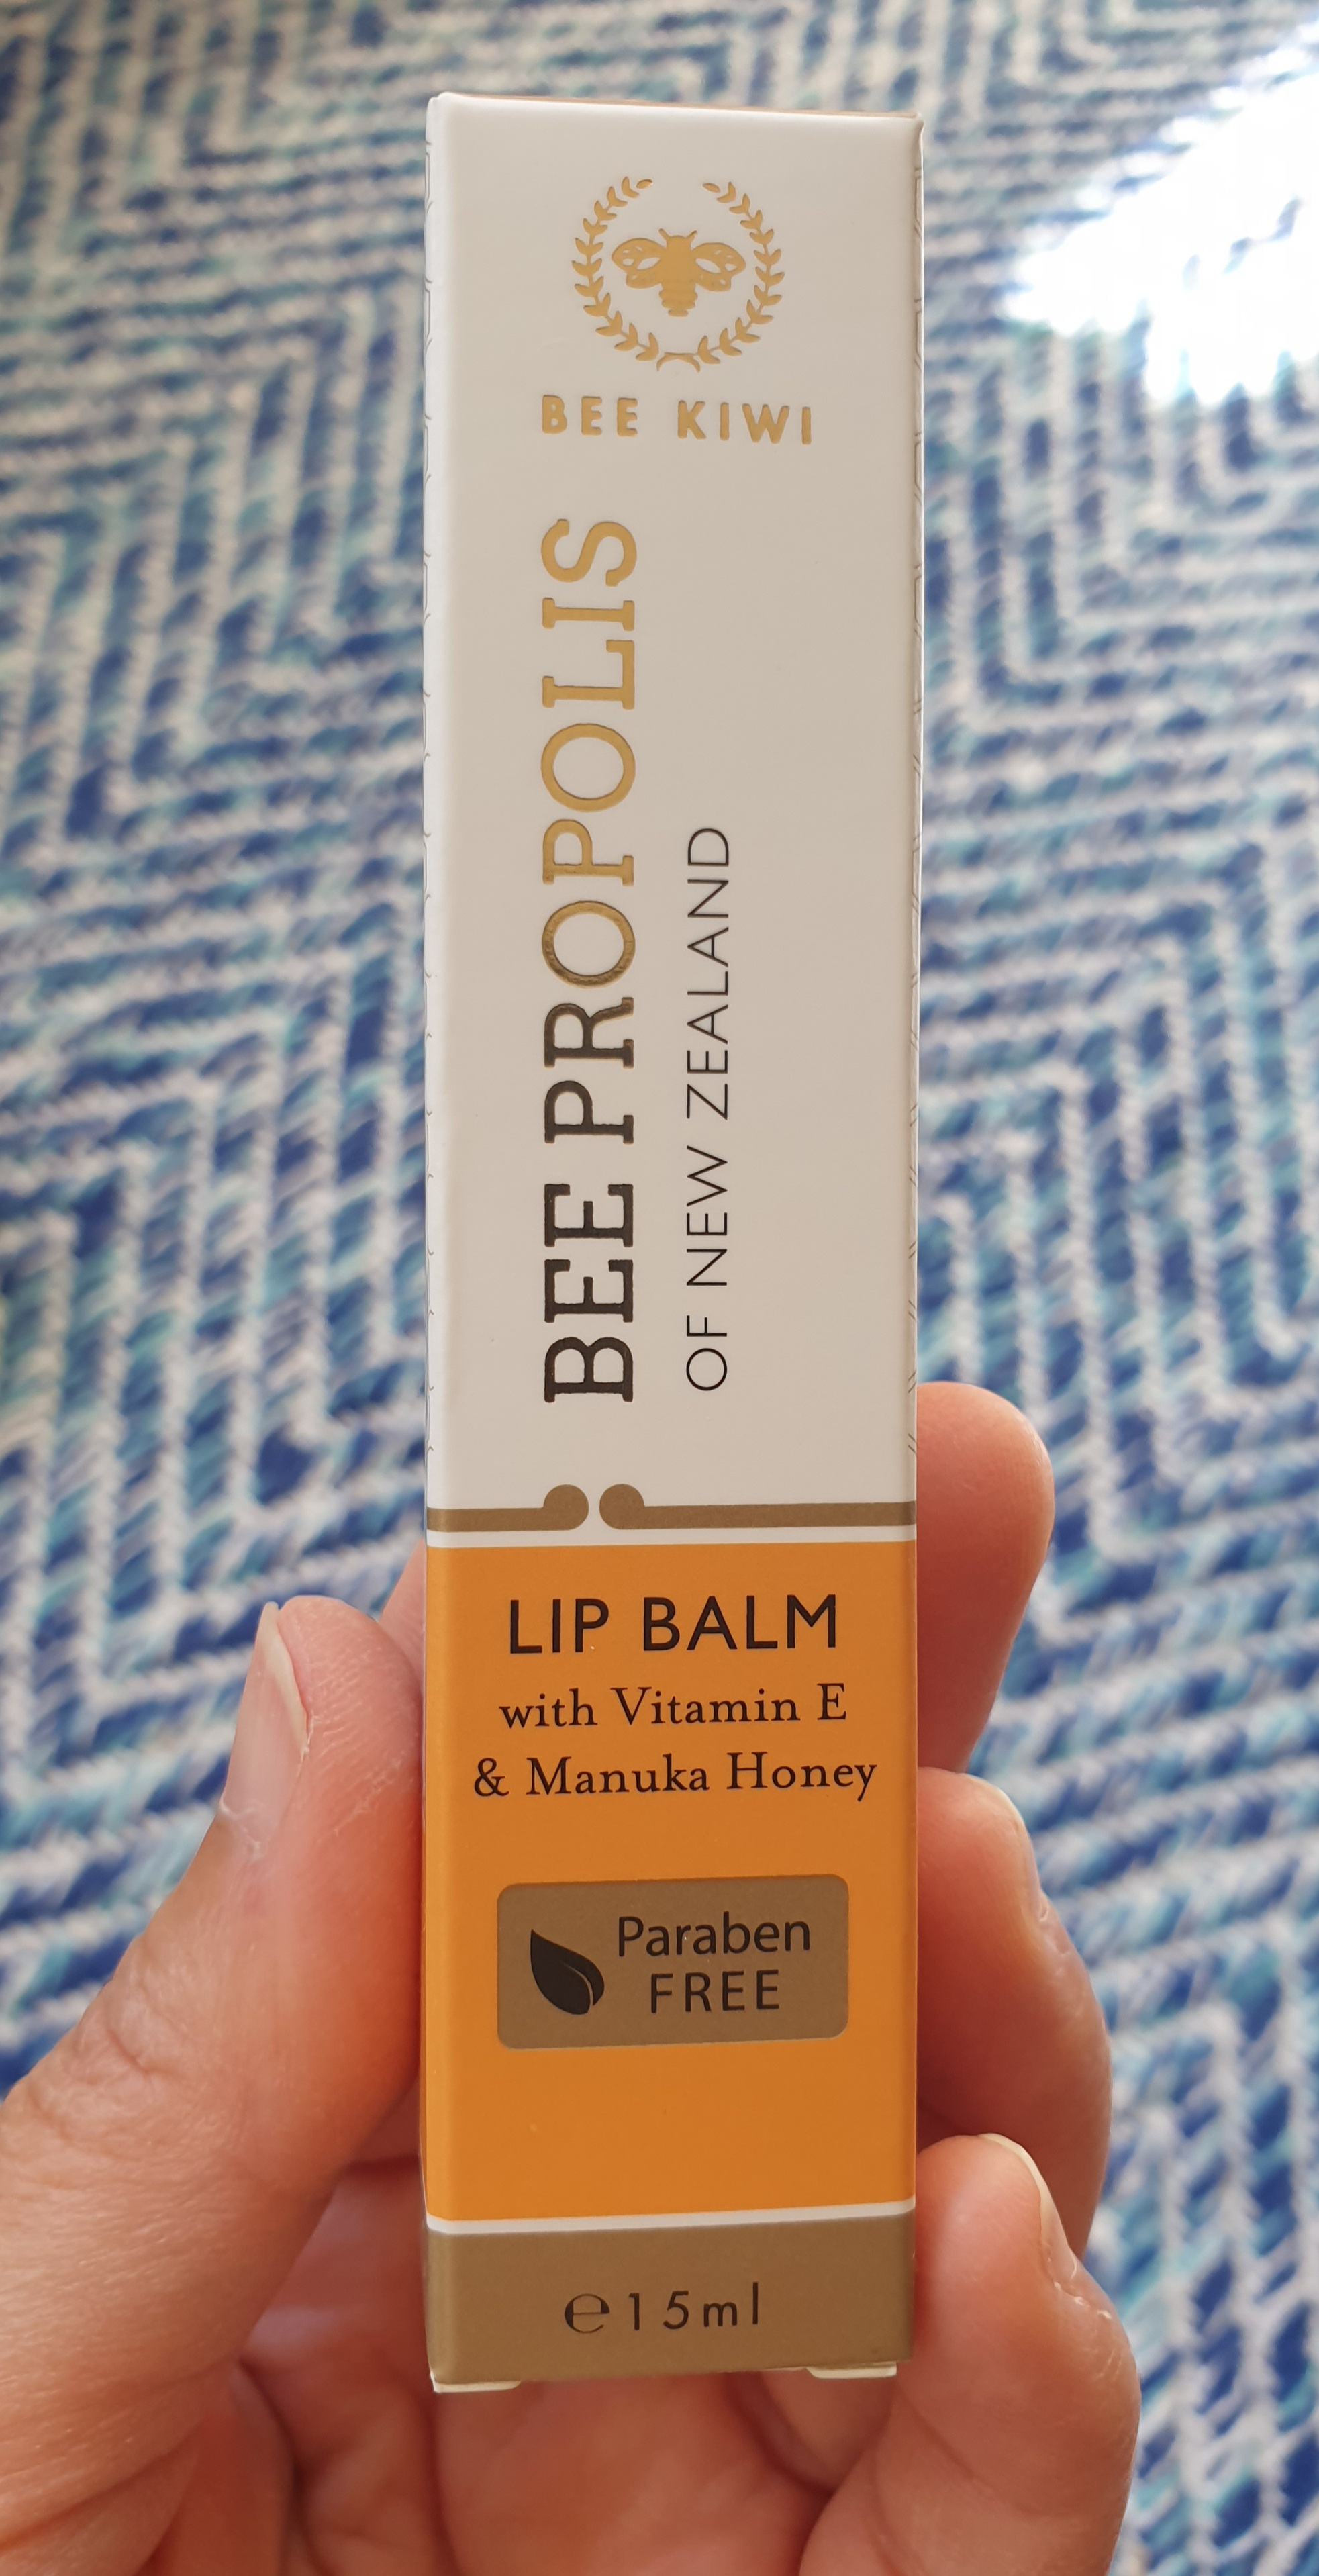 BEE KIWI
BEE PROPOLIS
OF NEW ZEALAND
LIP BALM
with Vitamin E
& Manuka Honey
Paraben
FREE
℮15ml